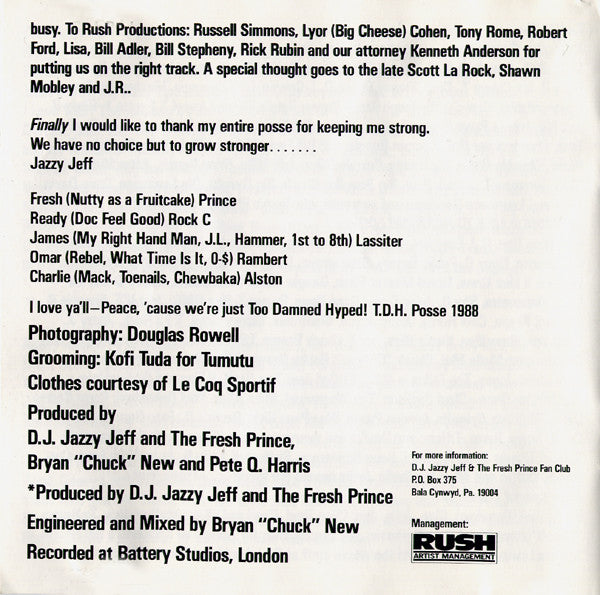 busy. To Rush Productions: Russell Simmons, Lyor (Big Cheese) Cohen, Tony Rome, Robert
Ford, Lisa, Bill Adler, Bill Stepheny, Rick Rubin and our attorney Kenneth Anderson for
putting us on the right track. A special thought goes to the late Scott La Rock, Shawn
Mobley and J.R..
Finally I would like to thank my entire posse for keeping me strong.
We have no choice but to grow stronger.......
Jazzy Jeff
Fresh (Nutty as a Fruitcake) Prince
Ready (Doc Feel Good) Rock C
James (My Right Hand Man, J.L., Hammer, 1st to 8th) Lassiter
Omar (Rebel, What Time Is It, 0-$) Rambert
Charlie (Mack, Toenails, Chewbaka) Alston
I love ya'll—Peace, 'cause we're just Too Damned Hyped! T.D.H. Posse 1988
Photography: Douglas Rowell
Grooming: Kofi Tuda for Tumutu
Clothes courtesy of Le Coq Sportif
Produced by
D.J. Jazzy Jeff and The Fresh Prince,
Bryan “Chuck” New and Pete Q. Harris
*Produced by D.J. Jazzy Jeff and The Fresh Prince
Engineered and Mixed by Bryan “Chuck” New
Recorded at Battery Studios, London
For more information:
D.J. Jazzy Jeff & The Fresh Prince Fan Club
P.O. Box 375
Bala Cynwyd, Pa. 19004
Management:
RUSH
ARTIST MANAGEMENT